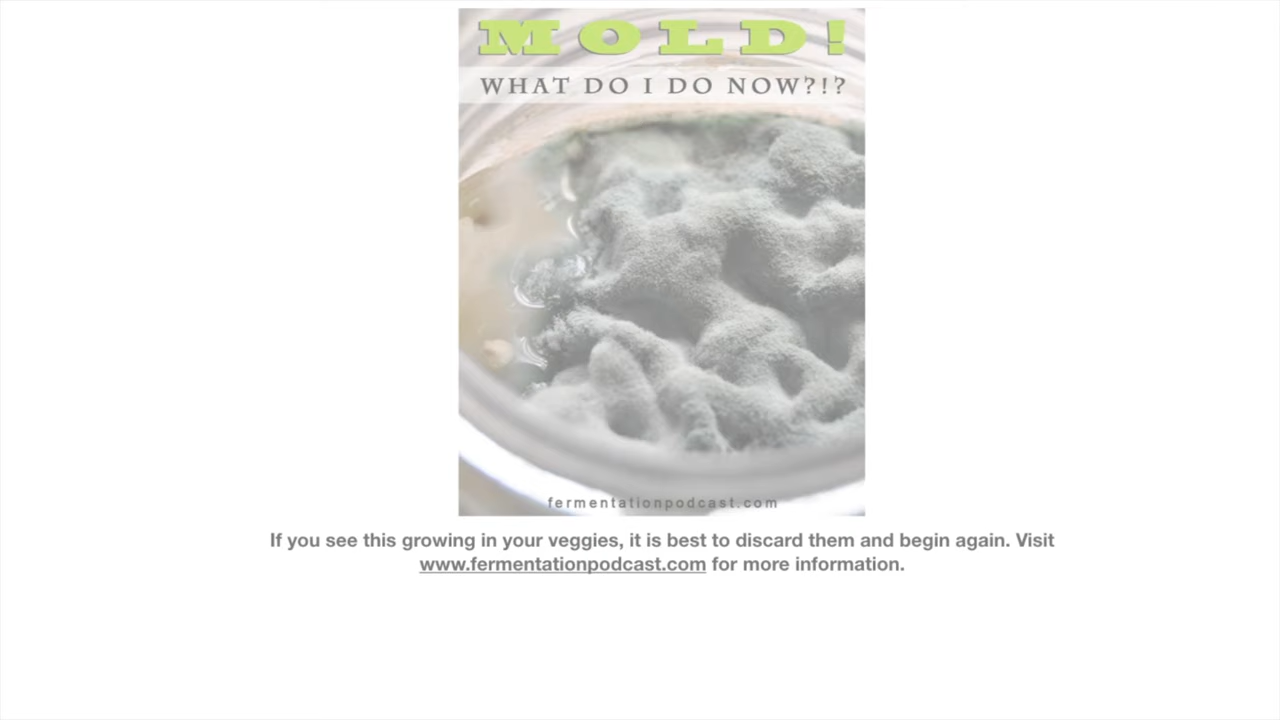 MOLD!
WHAT DO I DO NOW?!?
fermentationpodcast.com
If you see this growing in your veggies, it is best to discard them and begin again. Visit
www.fermentationpodcast.com for more information.